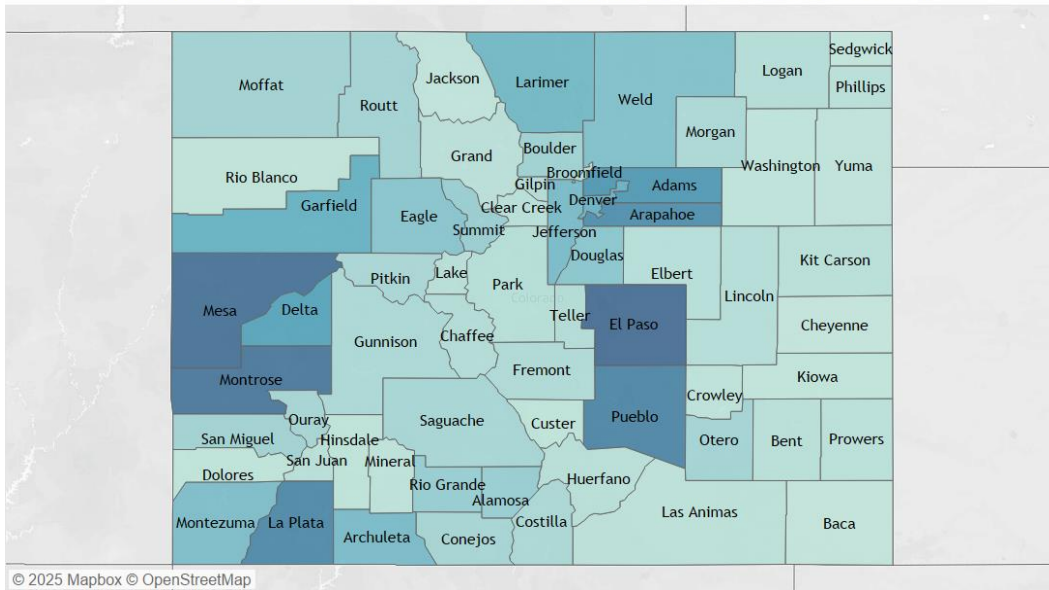 Moffat
Routt
Jackson
Larimer
Weld
Logan
Sedgwick
Phillips
Morgan
Washington
Yuma
Rio Blanco
Grand
Boulder
Broomfield
Gilpin
Clear Creek
Denver
Adams
Arapahoe
Garfield
Eagle
Summit
Jefferson
Douglas
Elbert
Kit Carson
Pitkin
Lake
Park
Colorado
Lincoln
Mesa
Delta
Gunnison
Chaffee
Teller
El Paso
Cheyenne
Montrose
Fremont
Kiowa
Crowley
Ouray
San Miguel
Hinsdale
Saguache
Custer
Pueblo
Otero
Bent
Prowers
Dolores
San Juan
Mineral
Rio Grande
Alamosa
Huerfano
Montezuma
La Plata
Archuleta
Conejos
Costilla
Las Animas
Baca
© 2025 Mapbox © OpenStreetMap